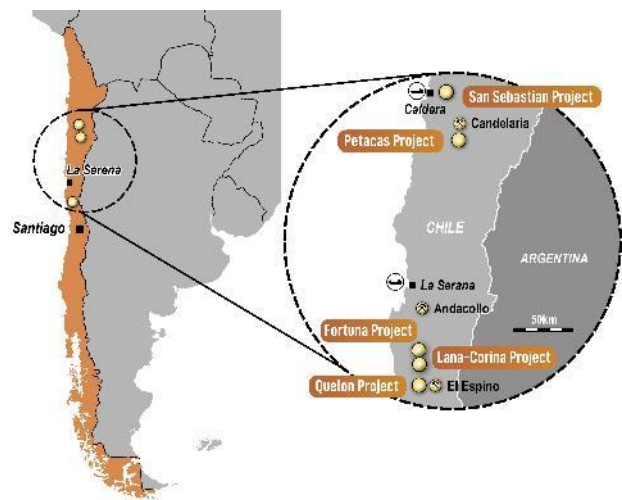 La Serena
Santiago
San Sebastian Project
Caldera
Candelaria
Petacas Project
CHILE
ARGENTINA
La Serana
Andacollo
50km
Fortuna Project
Lana-Corina Project
Quelon Project
El Espino